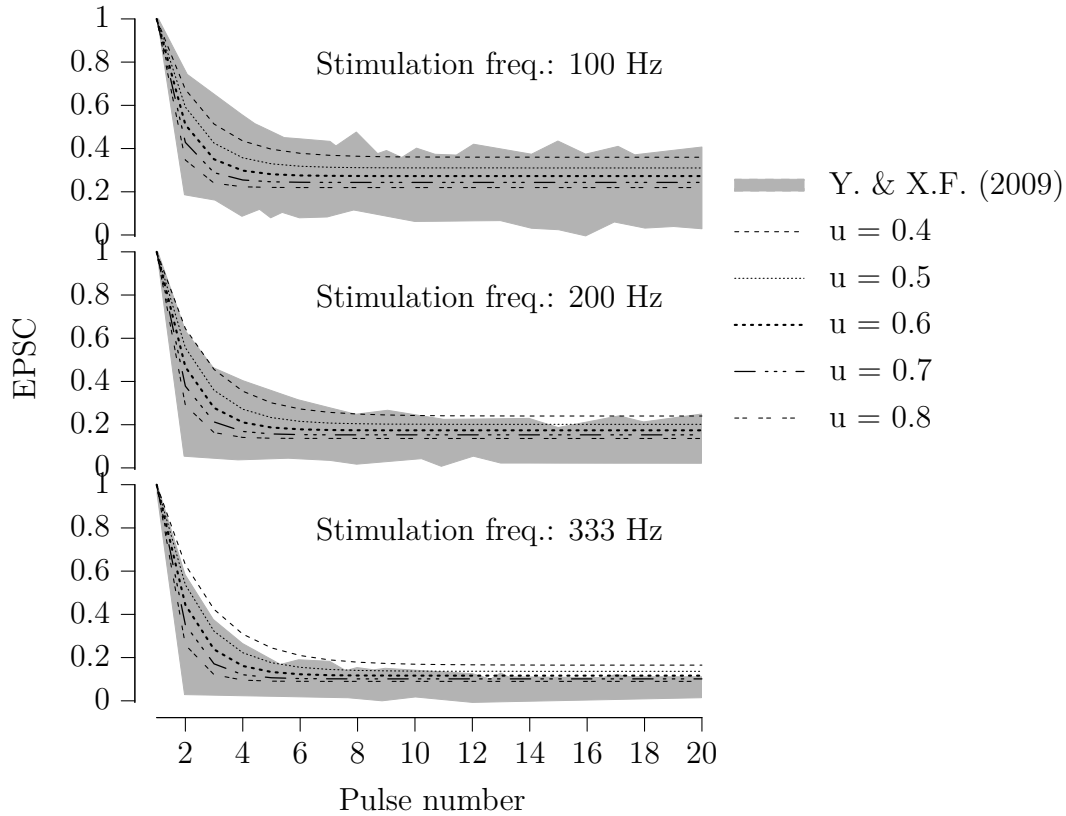 1
0.8
0.6
0.4
0.2
0
Stimulation freq.: 100 Hz
1
0.8
0.6
0.4
0.2
0
Stimulation freq.: 200 Hz
1
0.8
0.6
0.4
0.2
0
Stimulation freq.: 333 Hz
EPSC
2 4 6 8 10 12 14 16 18 20
Pulse number
Y. & X.F. (2009)
u = 0.4
u = 0.5
u = 0.6
u = 0.7
u = 0.8